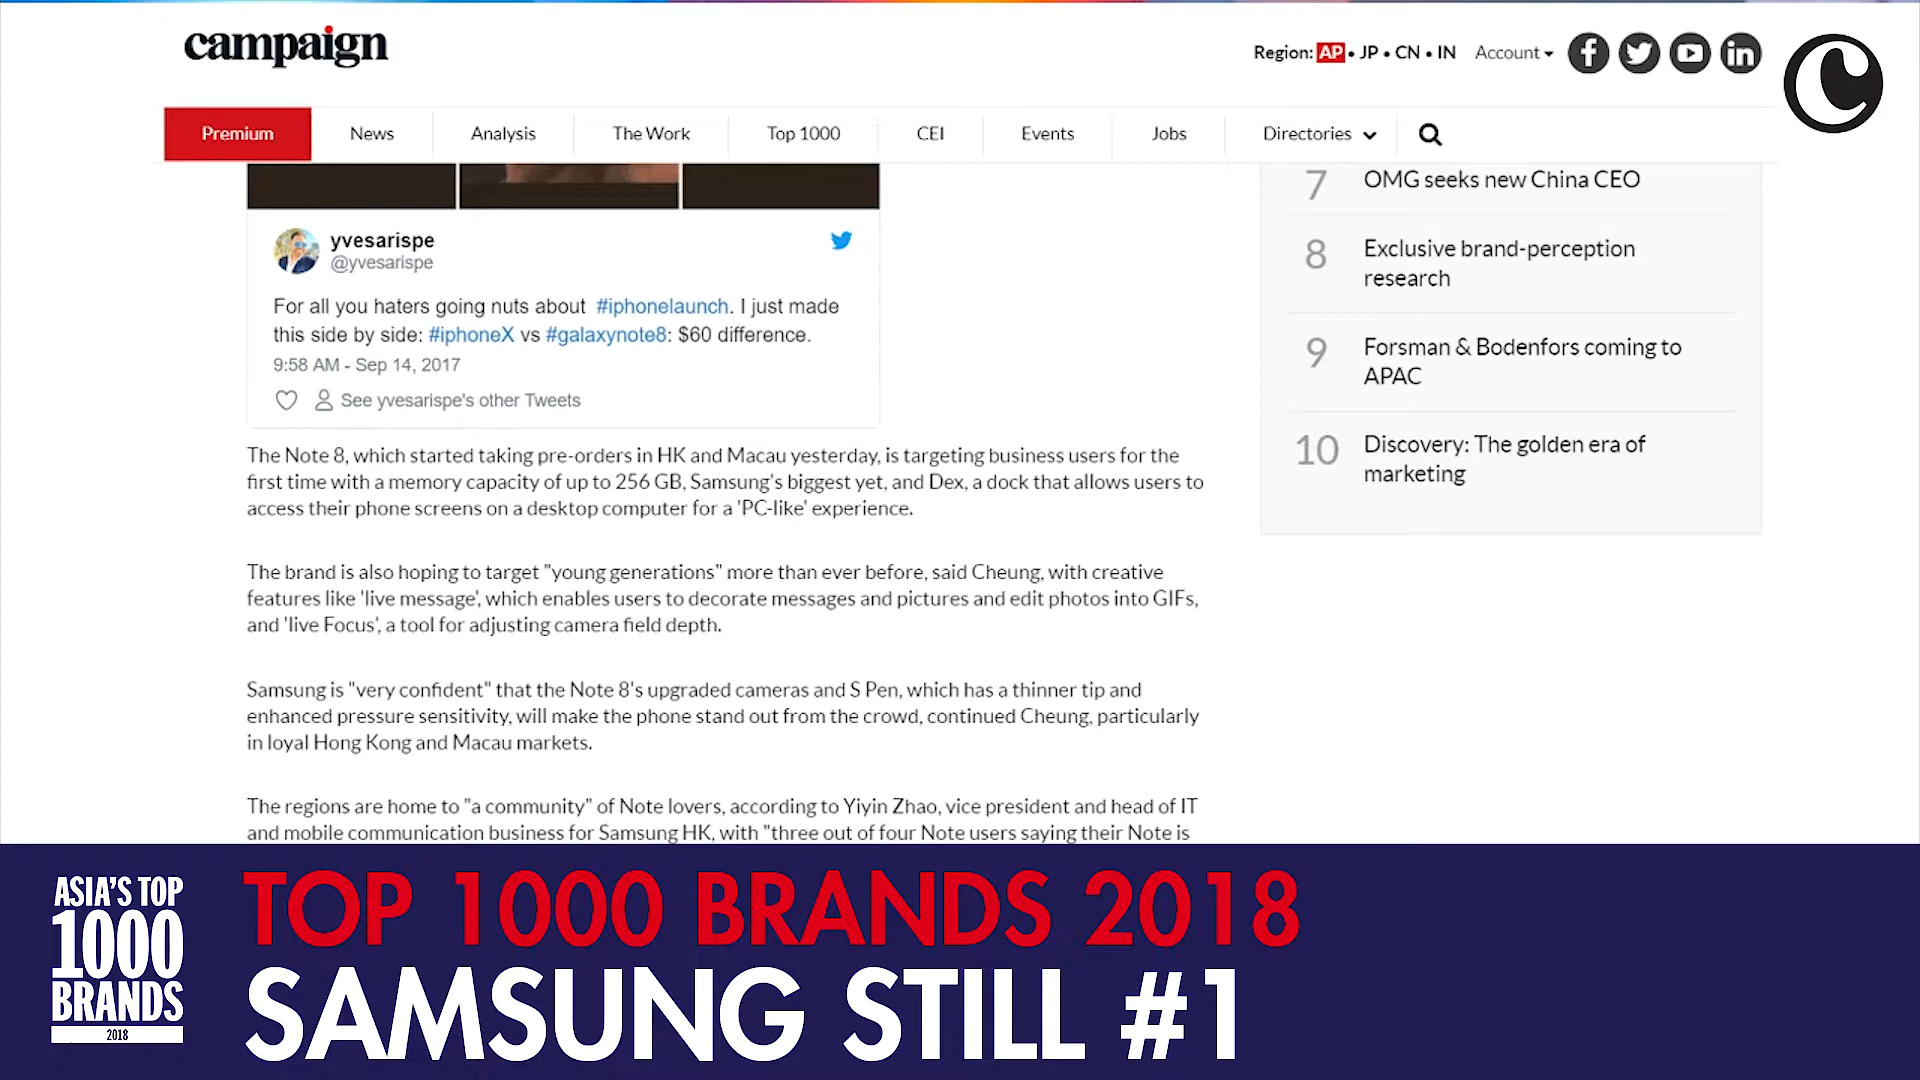 campaign
Region: AP • JP • CN • IN Account
Premium News Analysis The Work Top 1000 CEI Events Jobs Directories
yvesarispe
@yvesarispe
For all you haters going nuts about #iphonelaunch. I just made
this side by side: #iphoneX vs #galaxynote8: $60 difference.
9:58 AM - Sep 14, 2017
See yvesarispe's other Tweets
The Note 8, which started taking pre-orders in HK and Macau yesterday, is targeting business users for the
first time with a memory capacity of up to 256 GB, Samsung's biggest yet, and Dex, a dock that allows users to
access their phone screens on a desktop computer for a 'PC-like' experience.
The brand is also hoping to target "young generations" more than ever before, said Cheung, with creative
features like 'live message', which enables users to decorate messages and pictures and edit photos into GIFs,
and 'live Focus', a tool for adjusting camera field depth.
Samsung is "very confident" that the Note 8's upgraded cameras and S Pen, which has a thinner tip and
enhanced pressure sensitivity, will make the phone stand out from the crowd, continued Cheung, particularly
in loyal Hong Kong and Macau markets.
The regions are home to "a community" of Note lovers, according to Yiyin Zhao, vice president and head of IT
and mobile communication business for Samsung HK, with "three out of four Note users saying their Note is
7 OMG seeks new China CEO
8 Exclusive brand-perception
research
9 Forsman & Bodenfors coming to
APAC
10 Discovery: The golden era of
marketing
ASIA'S TOP
1000
BRANDS
2018
TOP 1000 BRANDS 2018
SAMSUNG STILL #1